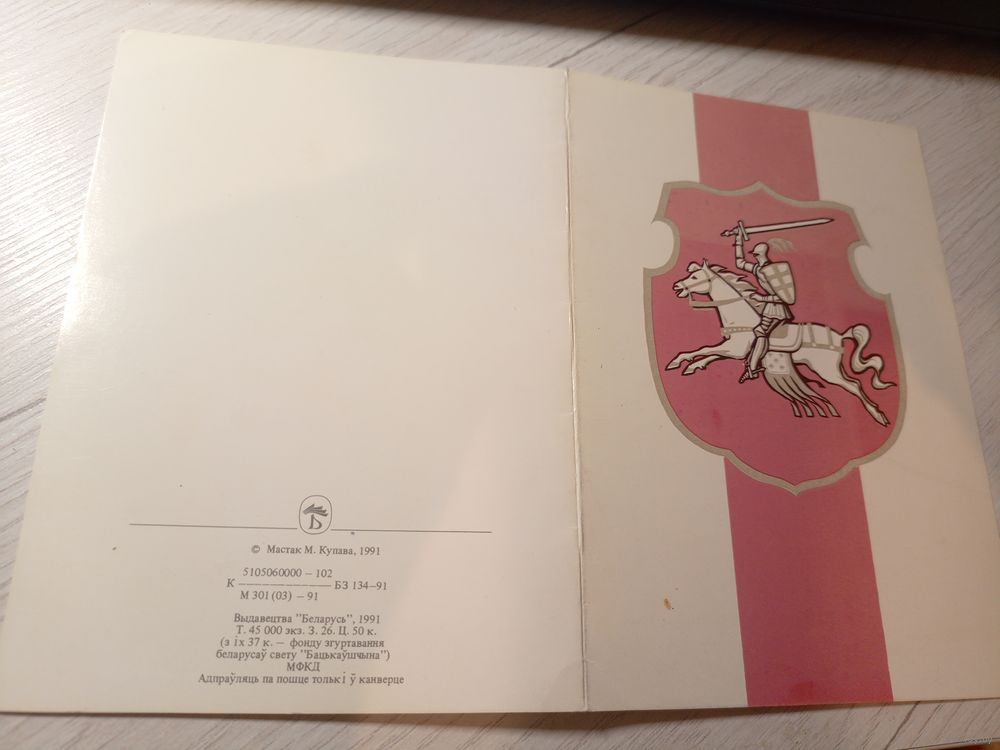 Б
© Мастак М. Купава, 1991
5105060000 – 102
К ———————— БЗ 134–91
М 301 (03) – 91
Выдавецтва "Беларусь", 1991
Т. 45 000 экз. З. 26. Ц. 50 к.
(з іх 37 к. – фонду згуртавання
беларусаў свету "Бацькаўшчына")
МФКД
Адпраўляць па пошце толькі ў канверце